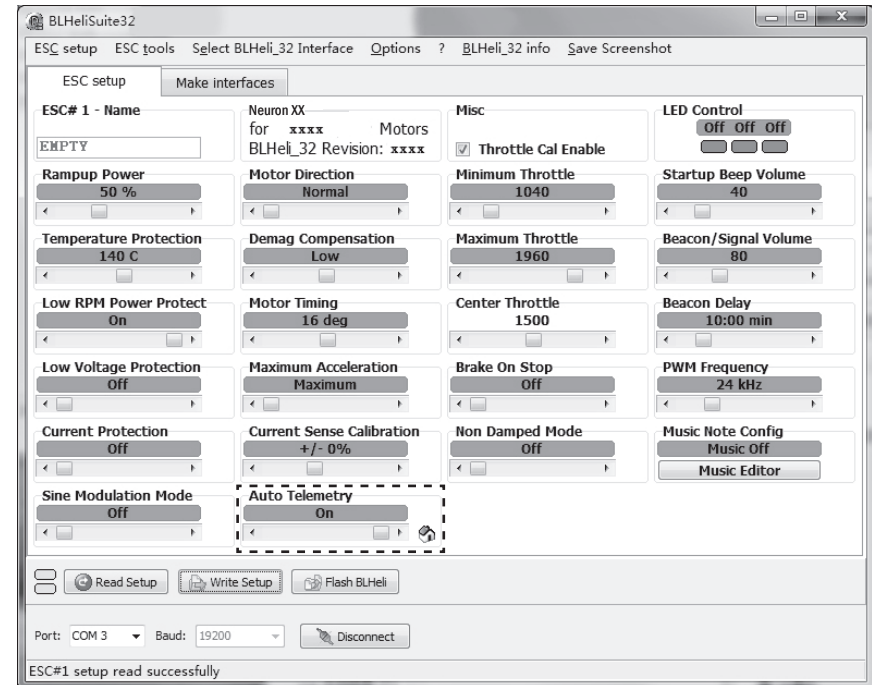 BLHeliSuite32
ESC setup ESC tools Select BLHeli_32 Interface Options ? BLHeli_32 info Save Screenshot
ESC setup Make interfaces
ESC# 1 - Name
EMPTY
Neuron XX
for xxxx Motors
BLHeli_32 Revision: xxxx
Misc
Throttle Cal Enable
LED Control
Off Off Off
Rampup Power
50 %
Motor Direction
Normal
Minimum Throttle
1040
Startup Beep Volume
40
Temperature Protection
140 C
Demag Compensation
Low
Maximum Throttle
1960
Beacon/Signal Volume
80
Low RPM Power Protect
On
Motor Timing
16 deg
Center Throttle
1500
Beacon Delay
10:00 min
Low Voltage Protection
Off
Maximum Acceleration
Maximum
Brake On Stop
Off
PWM Frequency
24 kHz
Current Protection
Off
Current Sense Calibration
+/- 0%
Non Damped Mode
Off
Music Note Config
Music Off
Music Editor
Sine Modulation Mode
Off
Auto Telemetry
On
Read Setup Write Setup Flash BLHeli
Port: COM 3 Baud: 19200 Disconnect
ESC#1 setup read successfully